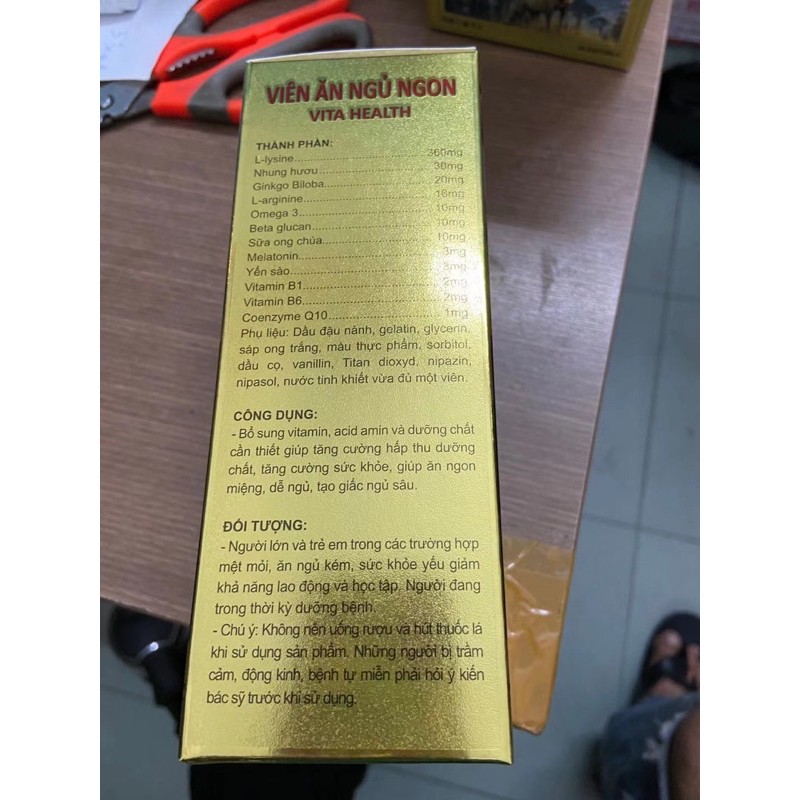 VIÊN ĂN NGỦ NGON
VITA HEALTH
THÀNH PHẦN:
L-lysine........................................360mg
Nhung hươu................................30mg
Ginkgo Biloba............................20mg
L-arginine...................................16mg
Omega 3....................................10mg
Beta glucan................................10mg
Sữa ong chúa............................10mg
Melatonin....................................3mg
Yến sào.......................................3mg
Vitamin B1..................................2mg
Vitamin B6..................................2mg
Coenzyme Q10..........................1mg
Phụ liệu: Dầu đậu nành, gelatin, glycerin,
sáp ong trắng, màu thực phẩm, sorbitol,
dầu cọ, vanillin, Titan dioxyd, nipazin,
nipasol, nước tinh khiết vừa đủ một viên.
CÔNG DỤNG:
- Bổ sung vitamin, acid amin và dưỡng chất
cần thiết giúp tăng cường hấp thu dưỡng
chất, tăng cường sức khỏe, giúp ăn ngon
miệng, dễ ngủ, tạo giấc ngủ sâu.
ĐỐI TƯỢNG:
- Người lớn và trẻ em trong các trường hợp
mệt mỏi, ăn ngủ kém, sức khỏe yếu giảm
khả năng lao động và học tập. Người đang
trong thời kỳ dưỡng bệnh.
- Chú ý: Không nên uống rượu và hút thuốc lá
khi sử dụng sản phẩm. Những người bị trầm
cảm, động kinh, bệnh tự miễn phải hỏi ý kiến
bác sỹ trước khi sử dụng.